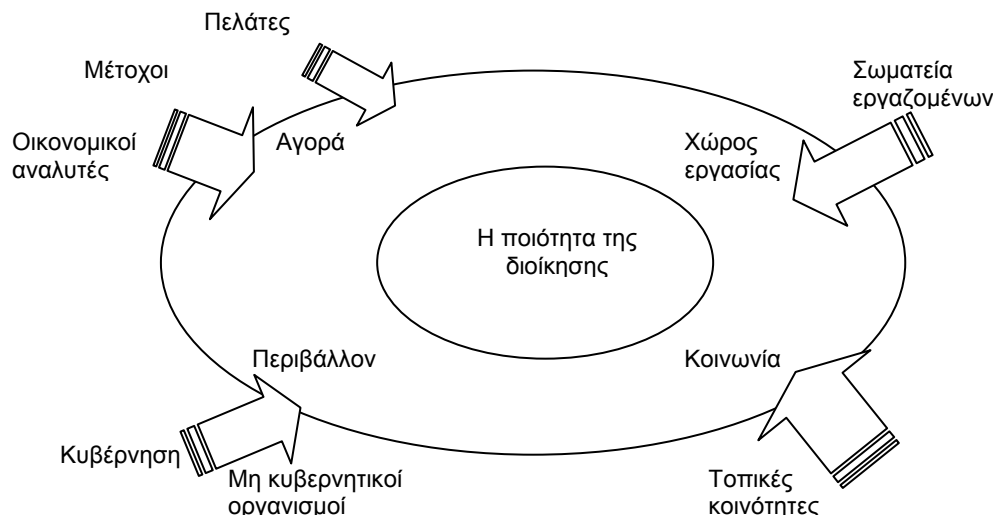 Πελάτες
Μέτοχοι
Σωματεία
εργαζομένων
Οικονομικοί
αναλυτές
Αγορά
Χώρος
εργασίας
Η ποιότητα της
διοίκησης
Περιβάλλον
Κοινωνία
Κυβέρνηση
Μη κυβερνητικοί
οργανισμοί
Τοπικές
κοινότητες